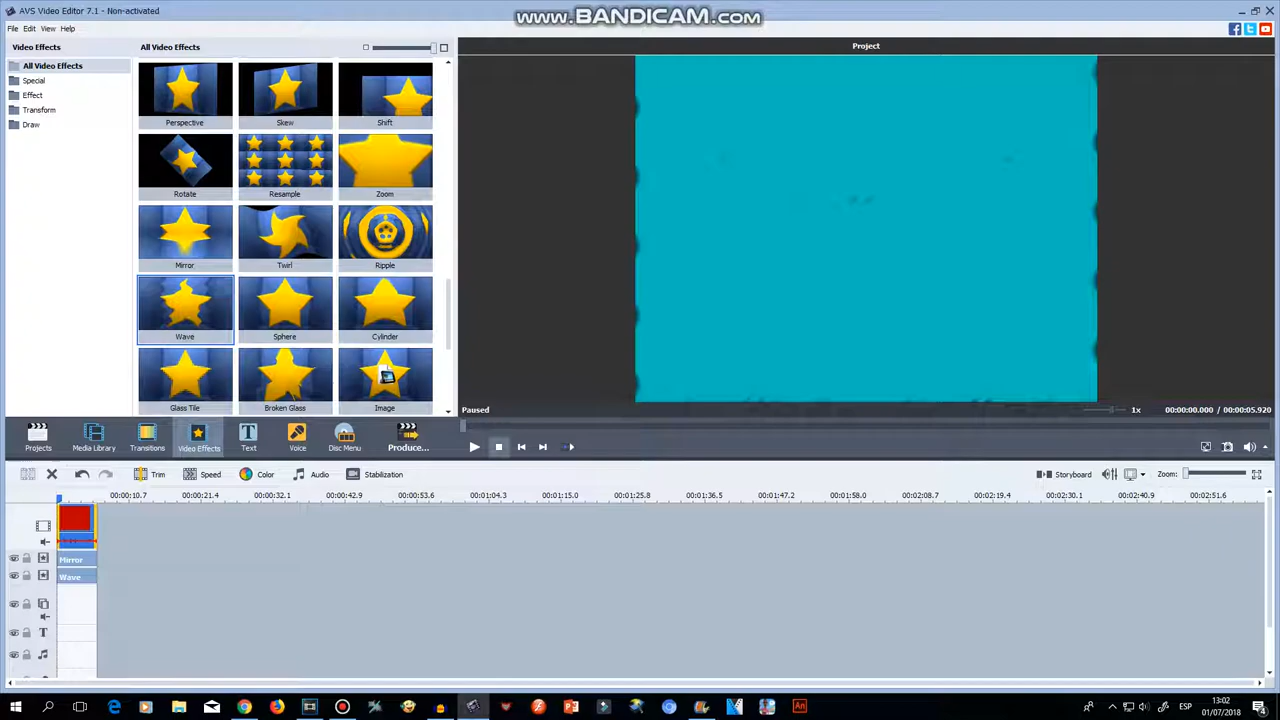 AVS Video Editor 7.1 - Non-activated
www.BANDICAM.com
File Edit View Help
Video Effects
All Video Effects
Project
All Video Effects
Special
Effect
Transform
Draw
Perspective Skew Shift
Rotate Resample Zoom
Mirror Twirl Ripple
Wave Sphere Cylinder
Glass Tile Broken Glass Image
Paused
1x
00:00:00.000 / 00:00:05.920
Projects Media Library Transitions Video Effects Text Voice Disc Menu Produce...
Trim Speed Color Audio Stabilization
Storyboard
Zoom:
00:00:10.7 00:00:21.4 00:00:32.1 00:00:42.9 00:00:53.6 00:01:04.3 00:01:15.0 00:01:25.8 00:01:36.5 00:01:47.2 00:01:58.0 00:02:08.7 00:02:19.4 00:02:30.1 00:02:40.9 00:02:51.6
Mirror
Wave
T
An
ESP
13:02
01/07/2018
4